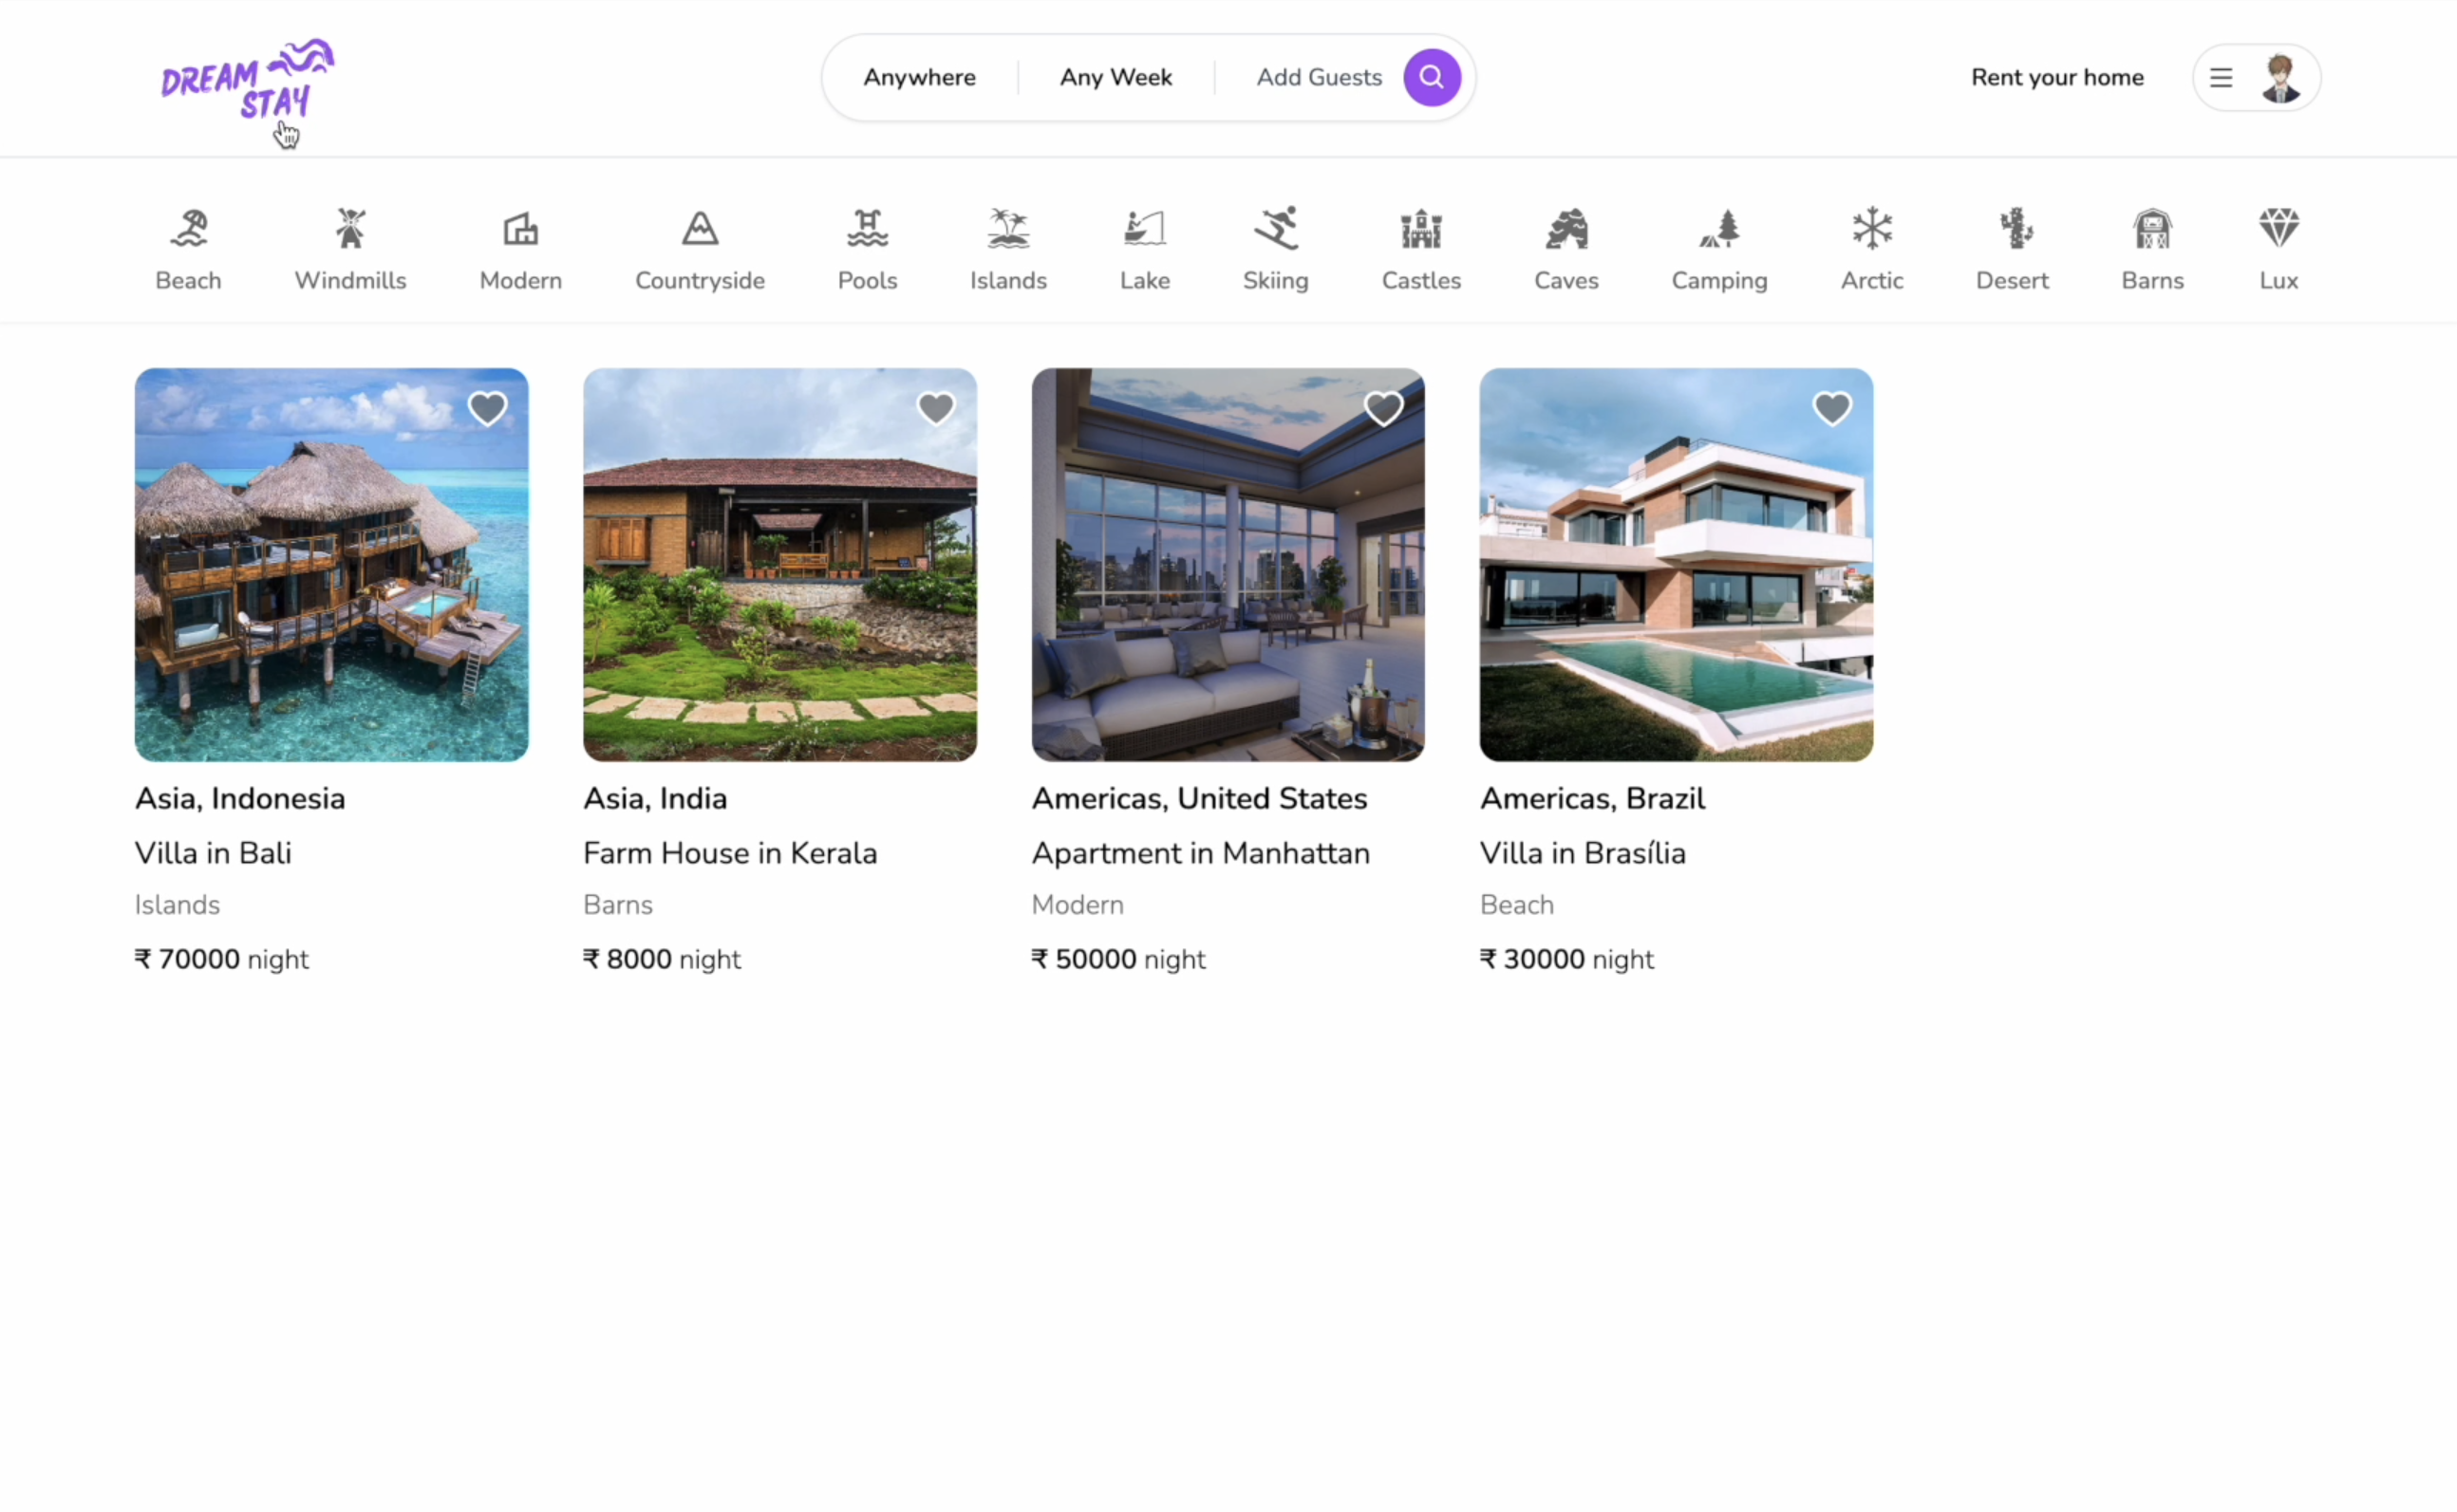 DREAM
STAY
Anywhere
Any Week
Add Guests
Rent your home
Beach
Windmills
Modern
Countryside
Pools
Islands
Lake
Skiing
Castles
Caves
Camping
Arctic
Desert
Barns
Lux
Asia, Indonesia
Villa in Bali
Islands
₹ 70000 night
Asia, India
Farm House in Kerala
Barns
₹ 8000 night
Americas, United States
Apartment in Manhattan
Modern
₹ 50000 night
Americas, Brazil
Villa in Brasília
Beach
₹ 30000 night